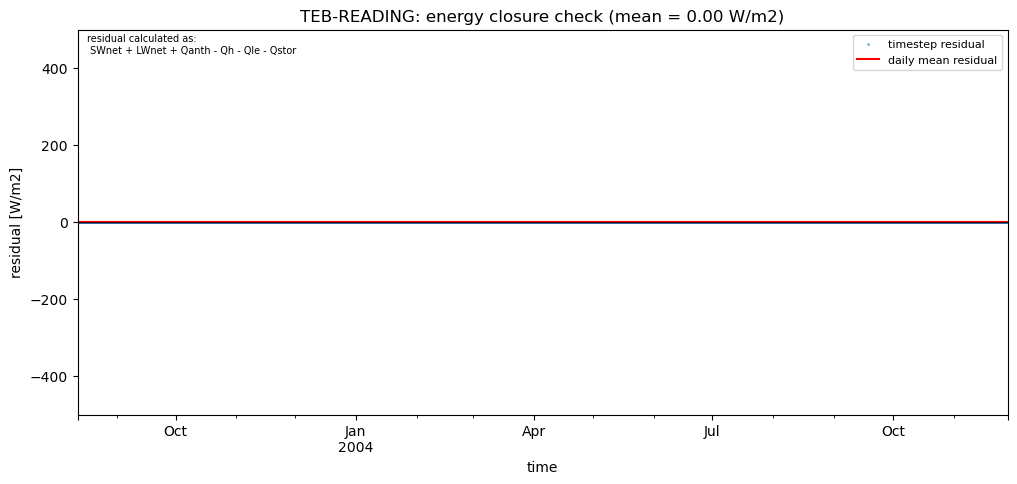 TEB-READING: energy closure check (mean = 0.00 W/m2)
residual calculated as:
SWnet + LWnet + Qanth - Qh - Qle - Qstor
timestep residual
daily mean residual
residual [W/m2]
400
200
0
−200
−400
Oct
Jan
2004
Apr
Jul
Oct
time